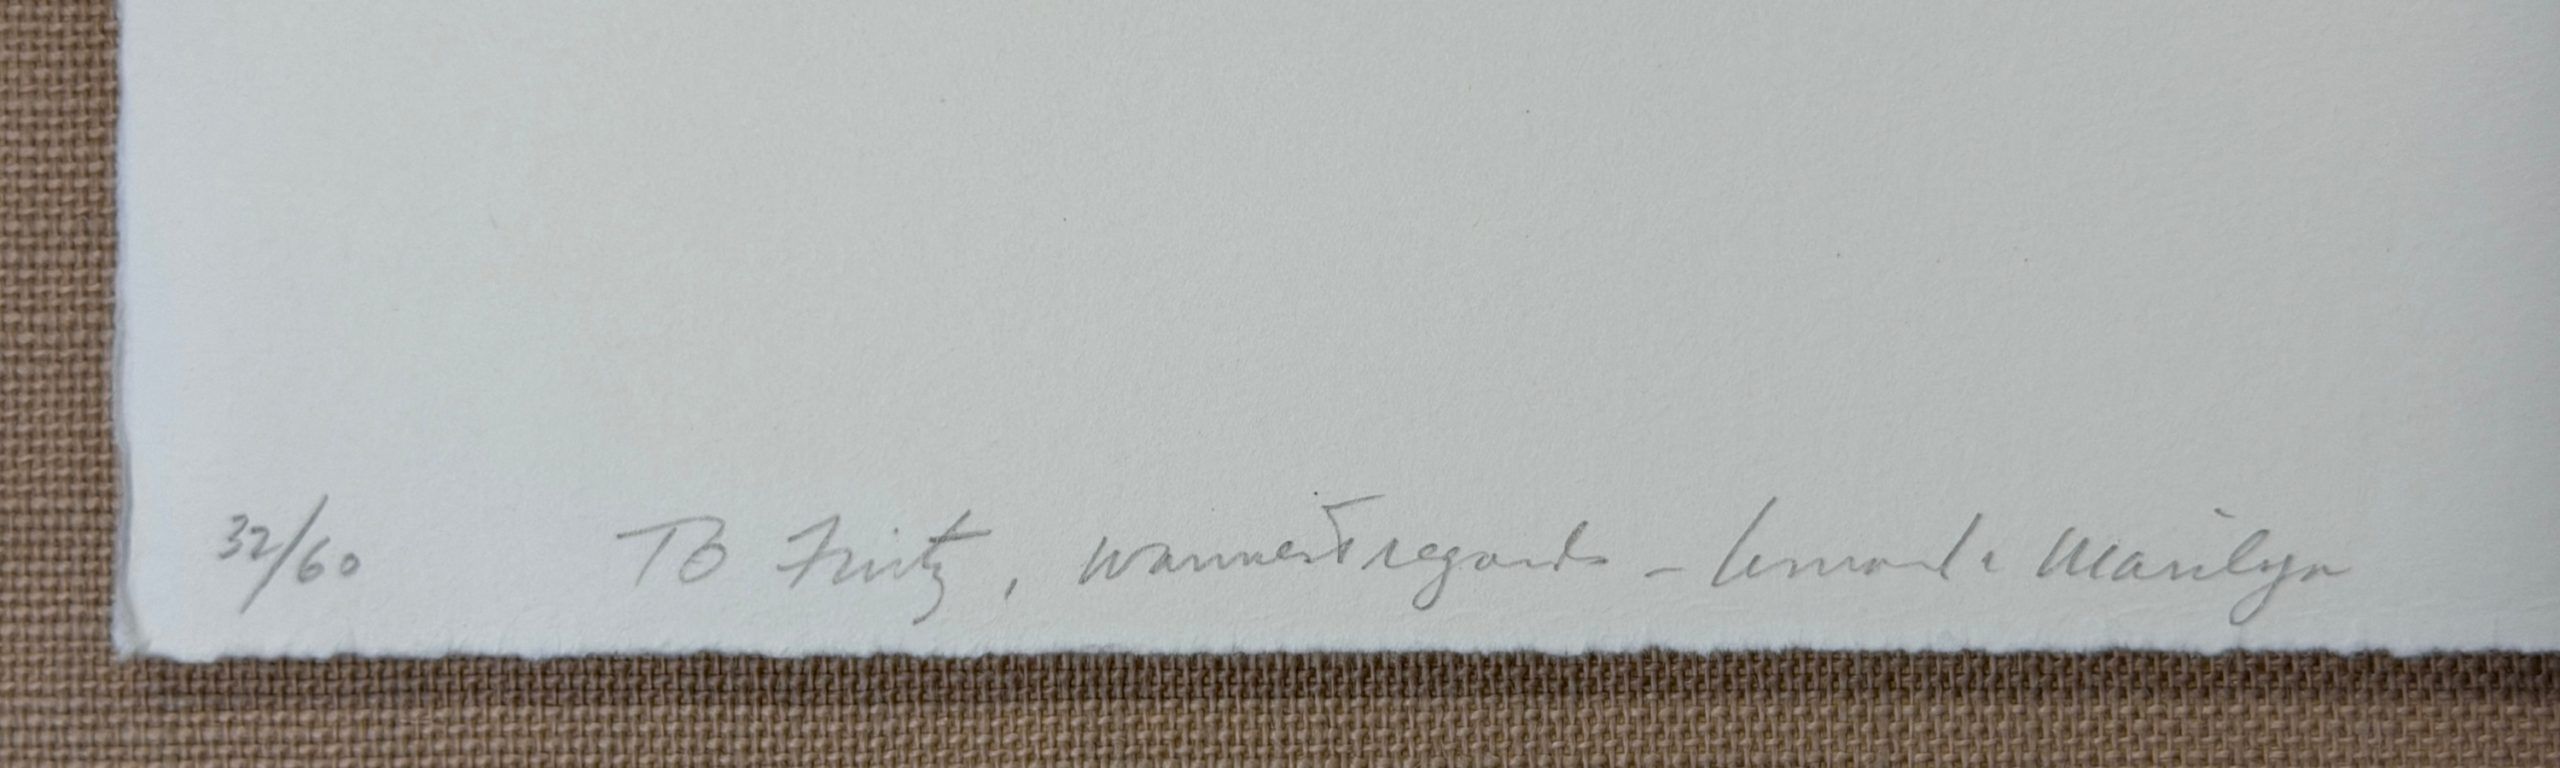 32/60 To Fritz, warmest regards – Leonard & Marilyn